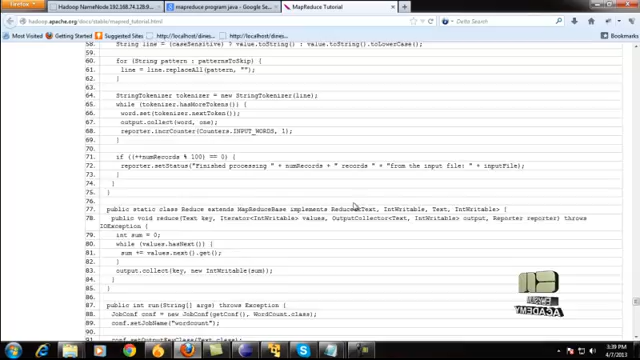 Hadoop NameNode192.168.74.128:9...
mapreduce program java - Google Se...
MapReduce Tutorial
hadoop.apache.org/docs/stable/mapred_tutorial.html
Google
Most Visited
Getting Started
Suggested Sites
http://localhost/dines...
http://localhost/dines...
Bookmarks
58. String line = (caseSensitive) ? value.toString() : value.toString().toLowerCase();
59.
60. for (String pattern : patternsToSkip) {
61. line = line.replaceAll(pattern, "");
62. }
64. StringTokenizer tokenizer = new StringTokenizer(line);
65. while (tokenizer.hasMoreTokens()) {
66. word.set(tokenizer.nextToken());
67. output.collect(word, one);
68. reporter.incrCounter(Counters.INPUT_WORDS, 1);
69. }
70.
71. if ((++numRecords % 100) == 0) {
72. reporter.setStatus("Finished processing " + numRecords + " records " + "from the input file: " + inputFile);
73. }
74. }
75. }
76.
77. public static class Reduce extends MapReduceBase implements Reducer<Text, IntWritable, Text, IntWritable> {
78. public void reduce(Text key, Iterator<IntWritable> values, OutputCollector<Text, IntWritable> output, Reporter reporter) throws
IOException {
79. int sum = 0;
80. while (values.hasNext()) {
81. sum += values.next().get();
82. }
83. output.collect(key, new IntWritable(sum));
84. }
85. }
86.
87. public int run(String[] args) throws Exception {
88. JobConf conf = new JobConf(getConf(), WordCount.class);
89. conf.setJobName("wordcount");
90.
conf.setOutputKeyClass(Text.class);
ACADEMY
3:39 PM
4/7/2013